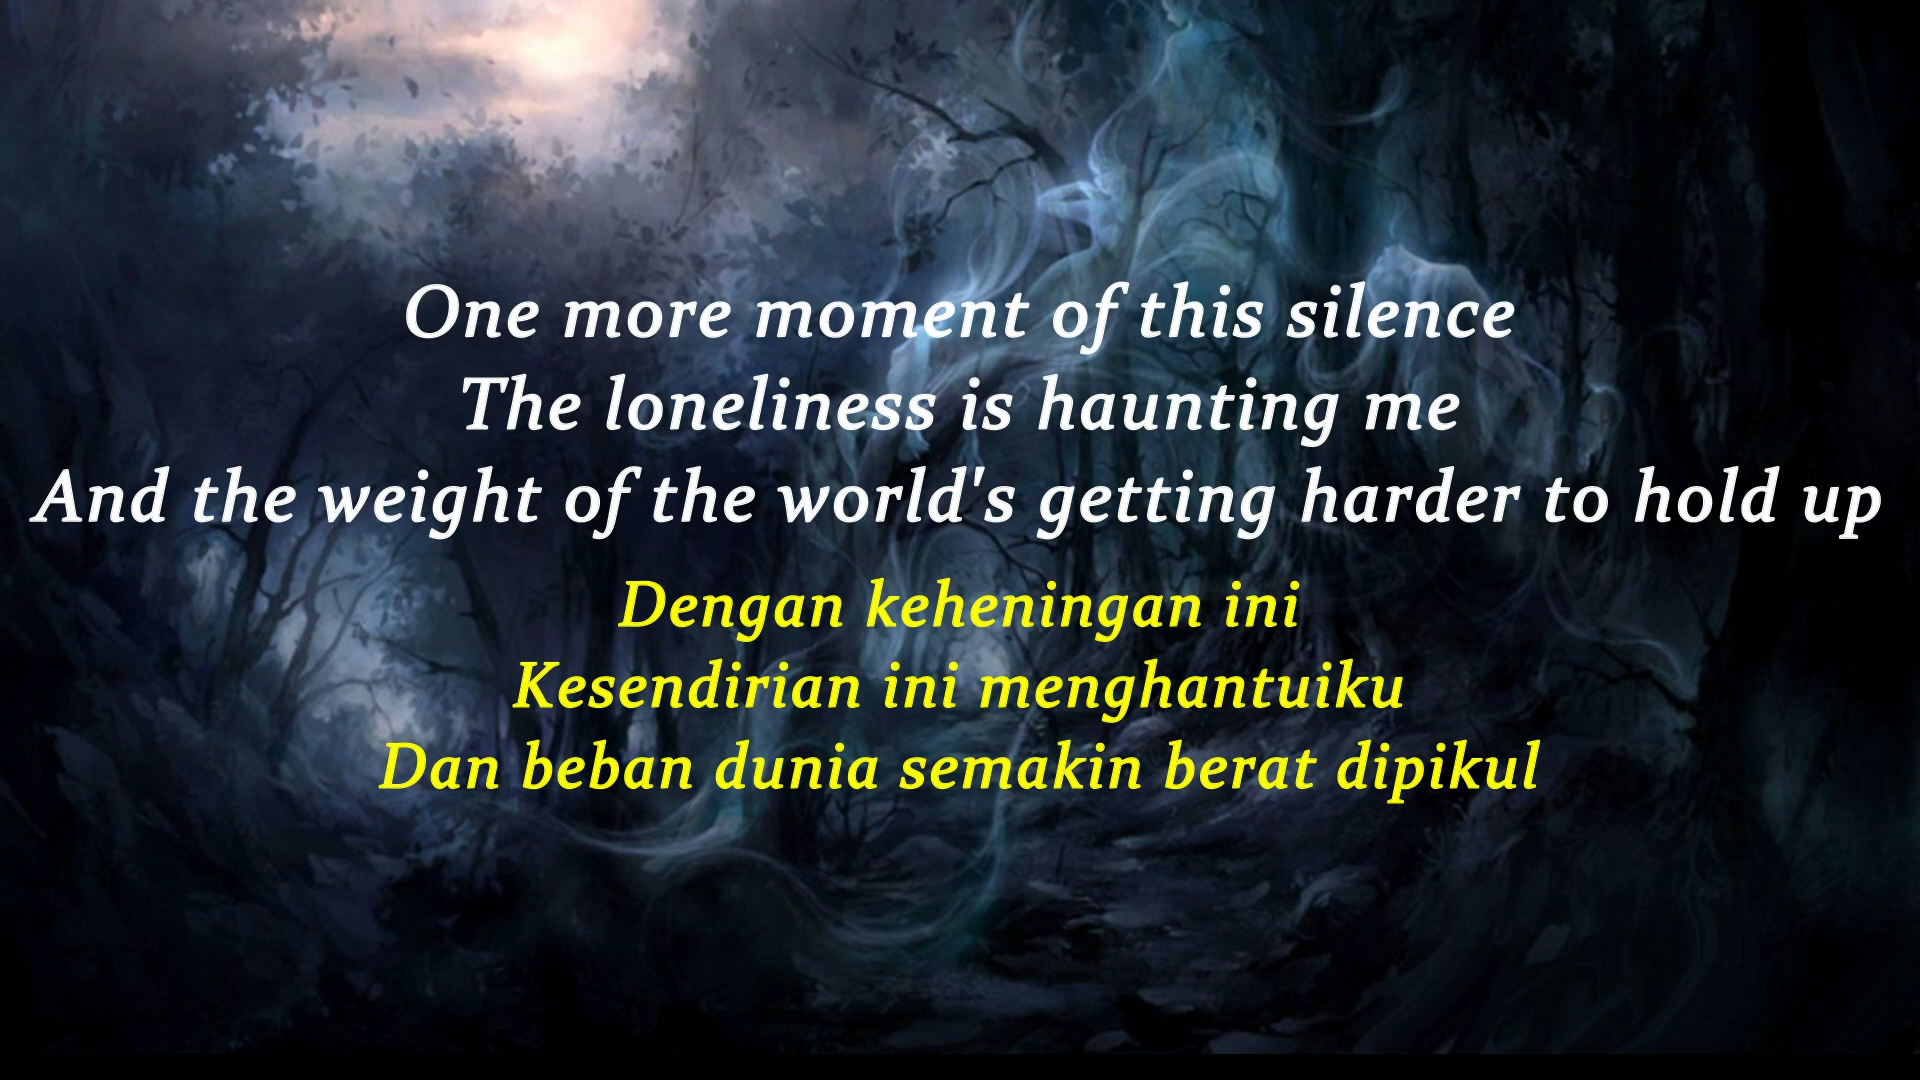 One more moment of this silence
The loneliness is haunting me
And the weight of the world's getting harder to hold up
Dengan keheningan ini
Kesendirian ini menghantuiku
Dan beban dunia semakin berat dipikul